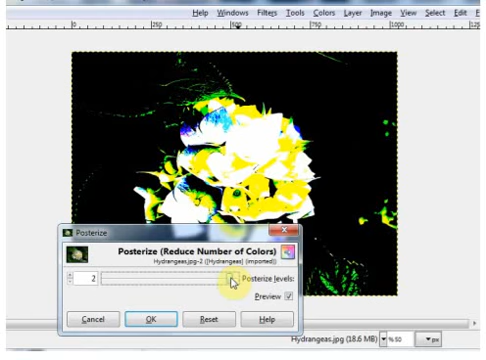 Help Windows Filters Tools Colors Layer Image View Select Edit
0 250 500 750 1000
Posterize
Posterize (Reduce Number of Colors)
Hydrangeas.jpg-2 ([Hydrangeas] (imported))
2 Posterize levels:
Preview
Cancel OK Reset Help
Hydrangeas.jpg (18.6 MB) %50 px